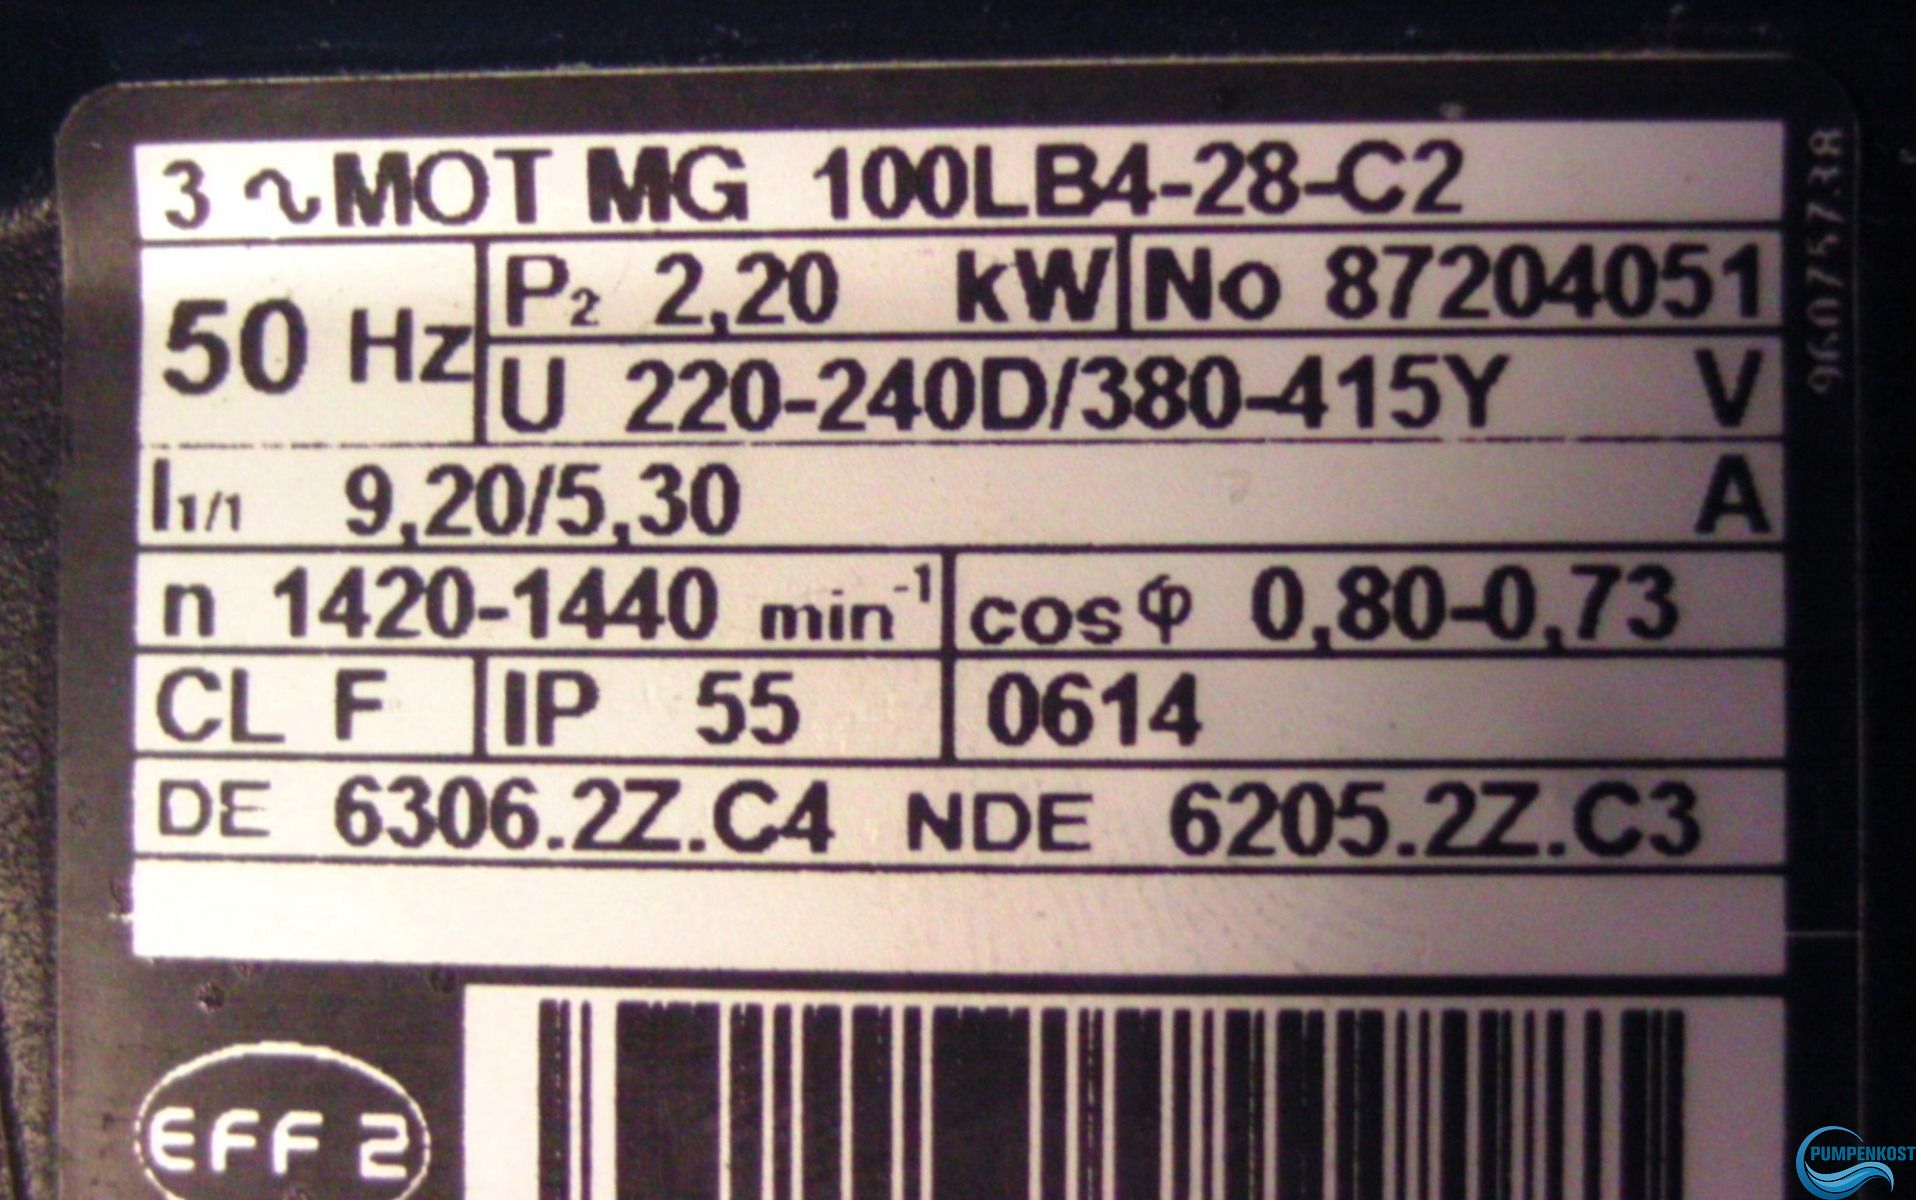 3 ~ MOT MG 100LB4-28-C2
50 Hz
P2 2,20 kW
No 87204051
U 220-240D/380-415Y V
I1/1 9,20/5,30 A
n 1420-1440 min-1
cos φ 0,80-0,73
CL F
IP 55
0614
DE 6306.2Z.C4 NDE 6205.2Z.C3
96075738
EFF 2
PUMPENKOST